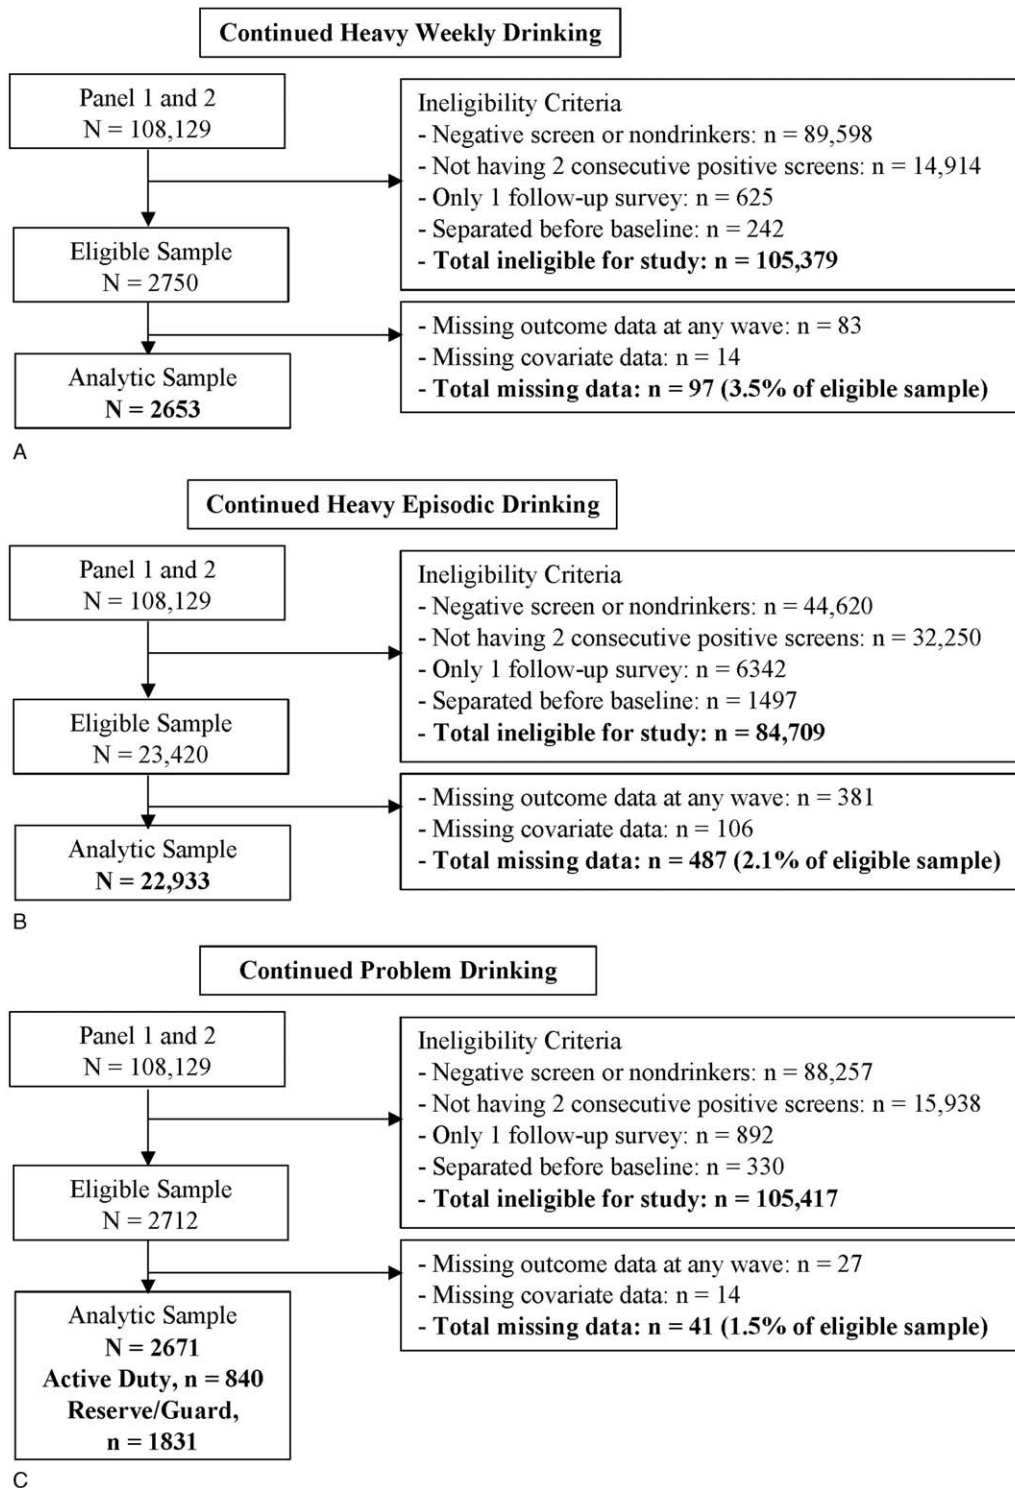 Continued Heavy Weekly Drinking
Panel 1 and 2
N = 108,129
Ineligibility Criteria
- Negative screen or nondrinkers: n = 89,598
- Not having 2 consecutive positive screens: n = 14,914
- Only 1 follow-up survey: n = 625
- Separated before baseline: n = 242
- Total ineligible for study: n = 105,379
Eligible Sample
N = 2750
- Missing outcome data at any wave: n = 83
- Missing covariate data: n = 14
- Total missing data: n = 97 (3.5% of eligible sample)
Analytic Sample
N = 2653
A
Continued Heavy Episodic Drinking
Panel 1 and 2
N = 108,129
Ineligibility Criteria
- Negative screen or nondrinkers: n = 44,620
- Not having 2 consecutive positive screens: n = 32,250
- Only 1 follow-up survey: n = 6342
- Separated before baseline: n = 1497
- Total ineligible for study: n = 84,709
Eligible Sample
N = 23,420
- Missing outcome data at any wave: n = 381
- Missing covariate data: n = 106
- Total missing data: n = 487 (2.1% of eligible sample)
Analytic Sample
N = 22,933
B
Continued Problem Drinking
Panel 1 and 2
N = 108,129
Ineligibility Criteria
- Negative screen or nondrinkers: n = 88,257
- Not having 2 consecutive positive screens: n = 15,938
- Only 1 follow-up survey: n = 892
- Separated before baseline: n = 330
- Total ineligible for study: n = 105,417
Eligible Sample
N = 2712
- Missing outcome data at any wave: n = 27
- Missing covariate data: n = 14
- Total missing data: n = 41 (1.5% of eligible sample)
Analytic Sample
N = 2671
Active Duty, n = 840
Reserve/Guard,
n = 1831
C